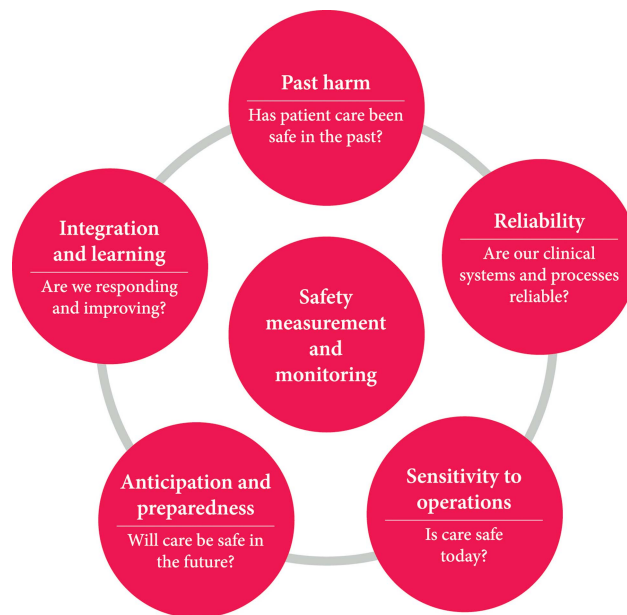 Past harm
Has patient care been
safe in the past?
Reliability
Are our clinical
systems and processes
reliable?
Sensitivity to
operations
Is care safe
today?
Anticipation and
preparedness
Will care be safe in
the future?
Integration
and learning
Are we responding
and improving?
Safety
measurement
and
monitoring